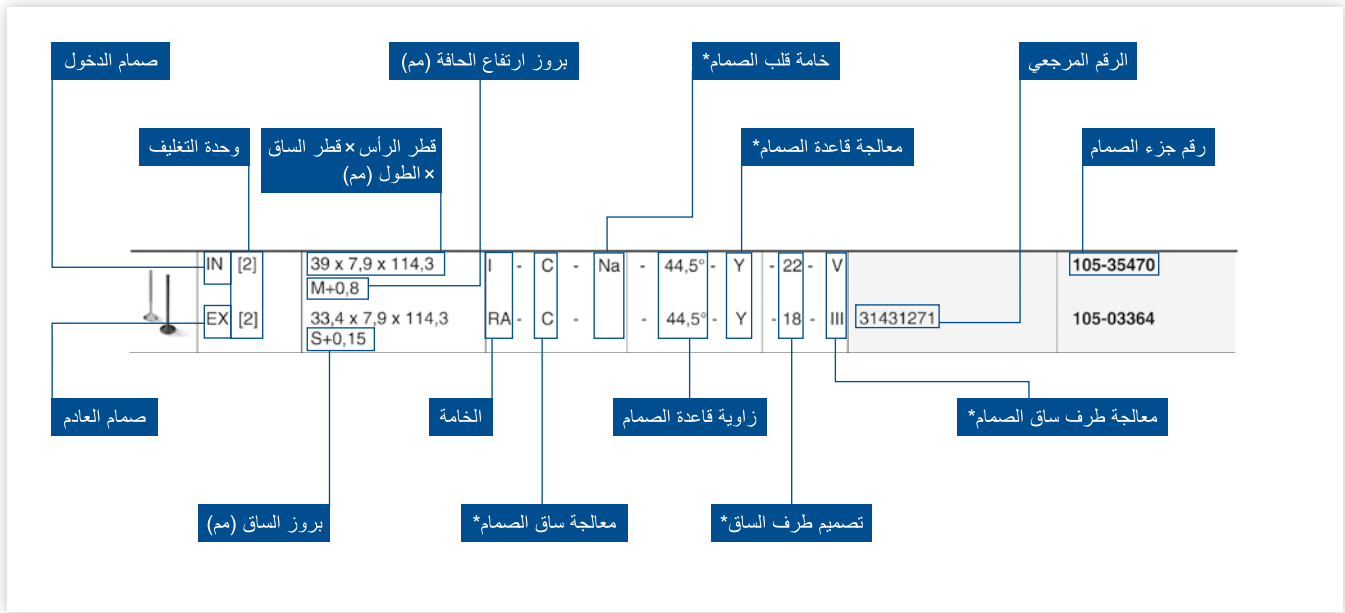 صمام الدخول
بروز ارتفاع الحافة (مم)
خامة قلب الصمام*
الرقم المرجعي
وحدة التغليف
قطر الرأس × قطر الساق
× الطول (مم)
معالجة قاعدة الصمام*
رقم جزء الصمام
IN [2] 39 x 7,9 x 114,3 I - C - Na - 44,5° - Y - 22 - V 105-35470
M+0,8
EX [2] 33,4 x 7,9 x 114,3 RA - C - - 44,5° - Y - 18 - III 31431271 105-03364
S+0,15
صمام العادم
الخامة
زاوية قاعدة الصمام
معالجة طرف ساق الصمام*
بروز الساق (مم)
معالجة ساق الصمام*
تصميم طرف الساق*